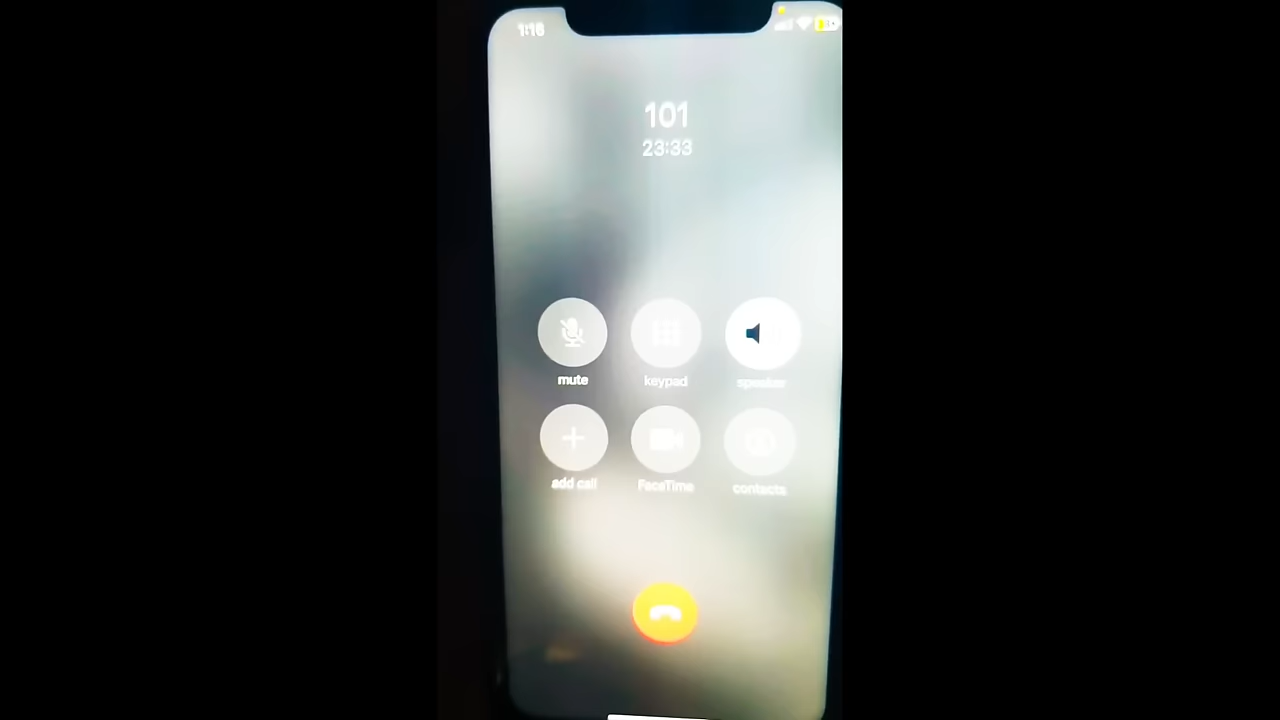 1:16
101
23:33
mute
keypad
speaker
add call
FaceTime
contacts